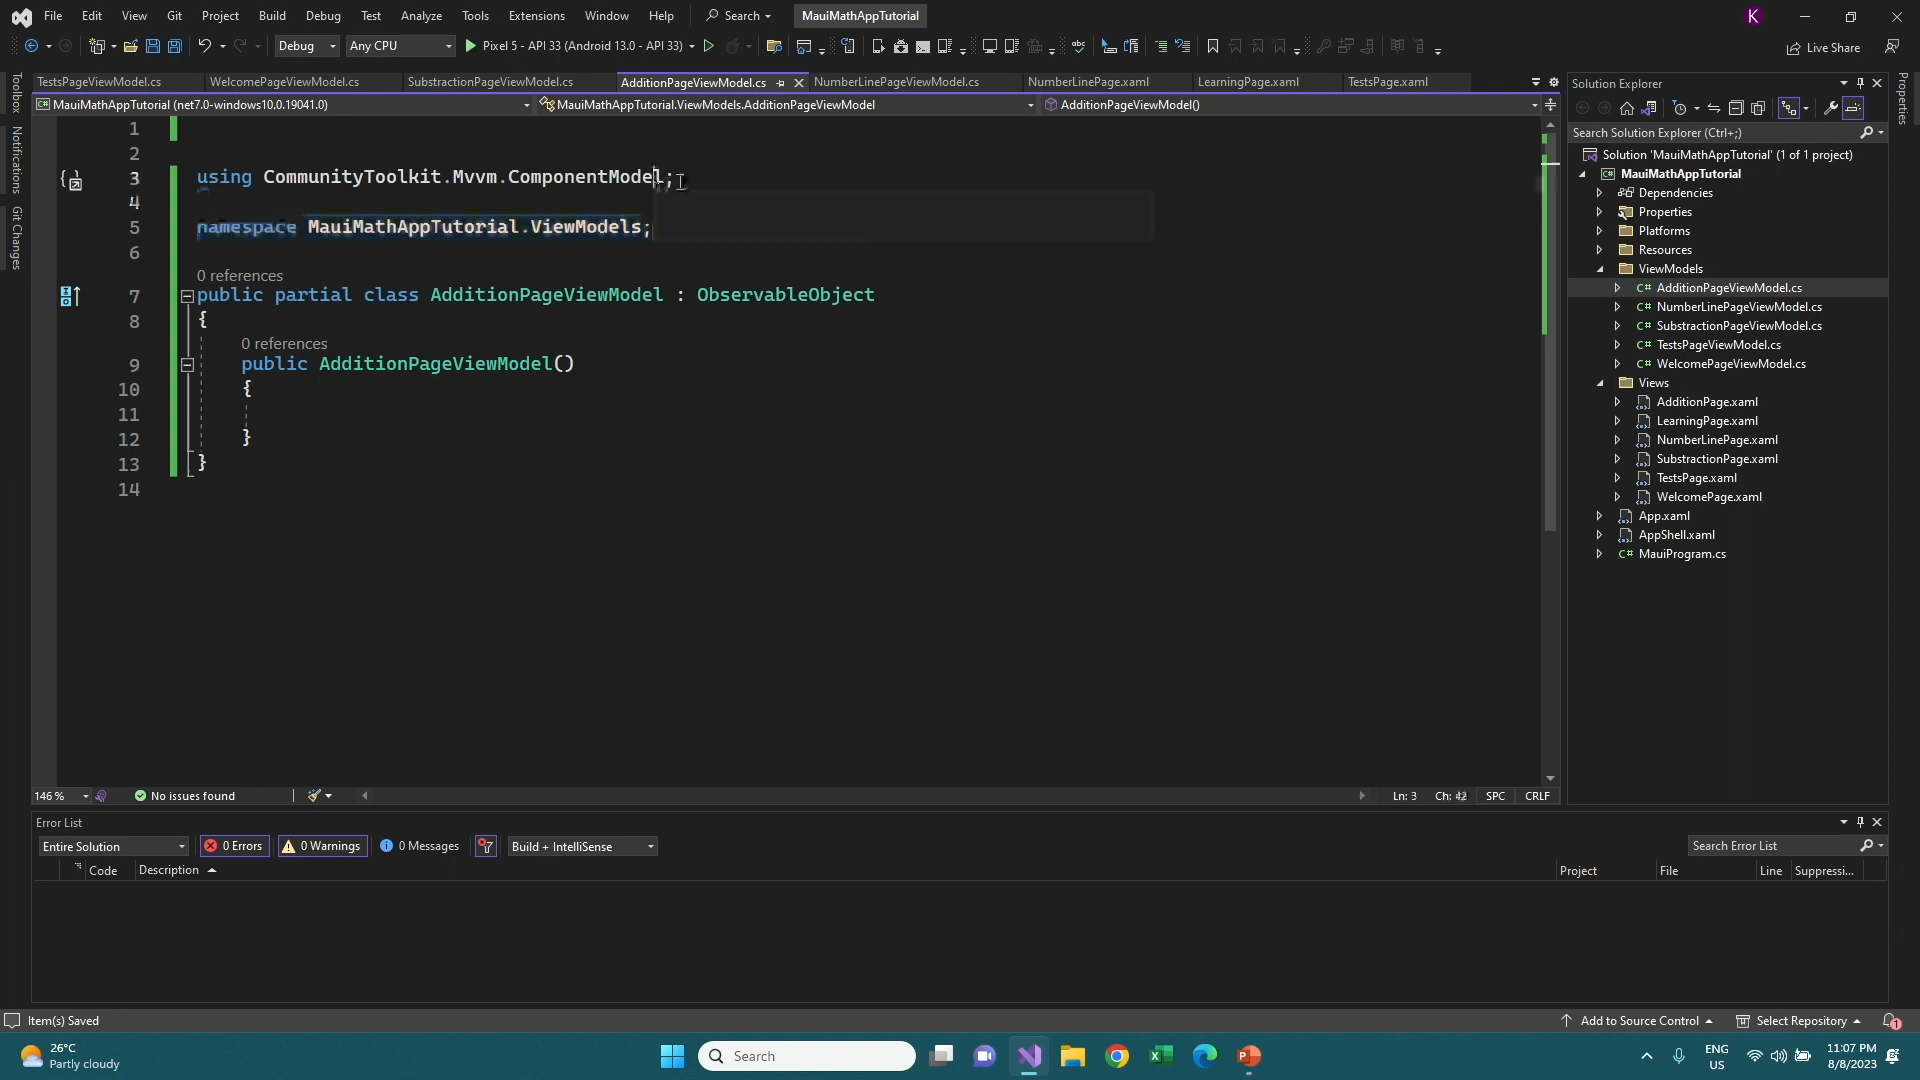 File Edit View Git Project Build Debug Test Analyze Tools Extensions Window Help Search MauiMathAppTutorial K
Debug Any CPU Pixel 5 - API 33 (Android 13.0 - API 33) Live Share
TestsPageViewModel.cs WelcomePageViewModel.cs SubstractionPageViewModel.cs AdditionPageViewModel.cs NumberLinePageViewModel.cs NumberLinePage.xaml LearningPage.xaml TestsPage.xaml
MauiMathAppTutorial (net7.0-windows10.0.19041.0) MauiMathAppTutorial.ViewModels.AdditionPageViewModel AdditionPageViewModel()
Toolbox
Notifications
Git Changes
1
2
3 using CommunityToolkit.Mvvm.ComponentModel;
4
5 namespace MauiMathAppTutorial.ViewModels;
6
0 references
7 public partial class AdditionPageViewModel : ObservableObject
8 {
0 references
9 public AdditionPageViewModel()
10 {
11
12 }
13 }
14
146 % No issues found Ln: 3 Ch: 42 SPC CRLF
Solution Explorer
Search Solution Explorer (Ctrl+;)
Solution 'MauiMathAppTutorial' (1 of 1 project)
MauiMathAppTutorial
Dependencies
Properties
Platforms
Resources
ViewModels
C# AdditionPageViewModel.cs
C# NumberLinePageViewModel.cs
C# SubstractionPageViewModel.cs
C# TestsPageViewModel.cs
C# WelcomePageViewModel.cs
Views
AdditionPage.xaml
LearningPage.xaml
NumberLinePage.xaml
SubstractionPage.xaml
TestsPage.xaml
WelcomePage.xaml
App.xaml
AppShell.xaml
C# MauiProgram.cs
Properties
Error List
Entire Solution 0 Errors 0 Warnings 0 Messages Build + IntelliSense Search Error List
Code Description Project File Line Suppressi...
Item(s) Saved Add to Source Control Select Repository 1
26°C
Partly cloudy
Search
ENG
US
11:07 PM
8/8/2023